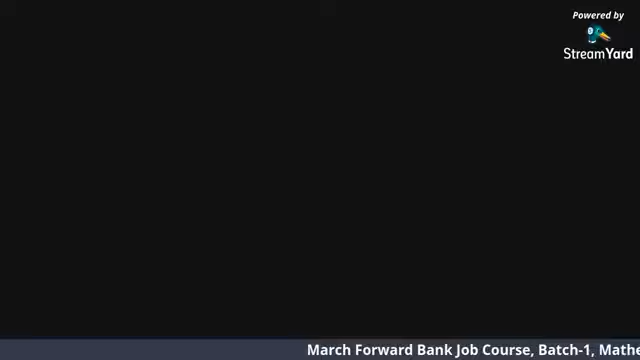 Powered by
StreamYard
March Forward Bank Job Course, Batch-1, Mathe